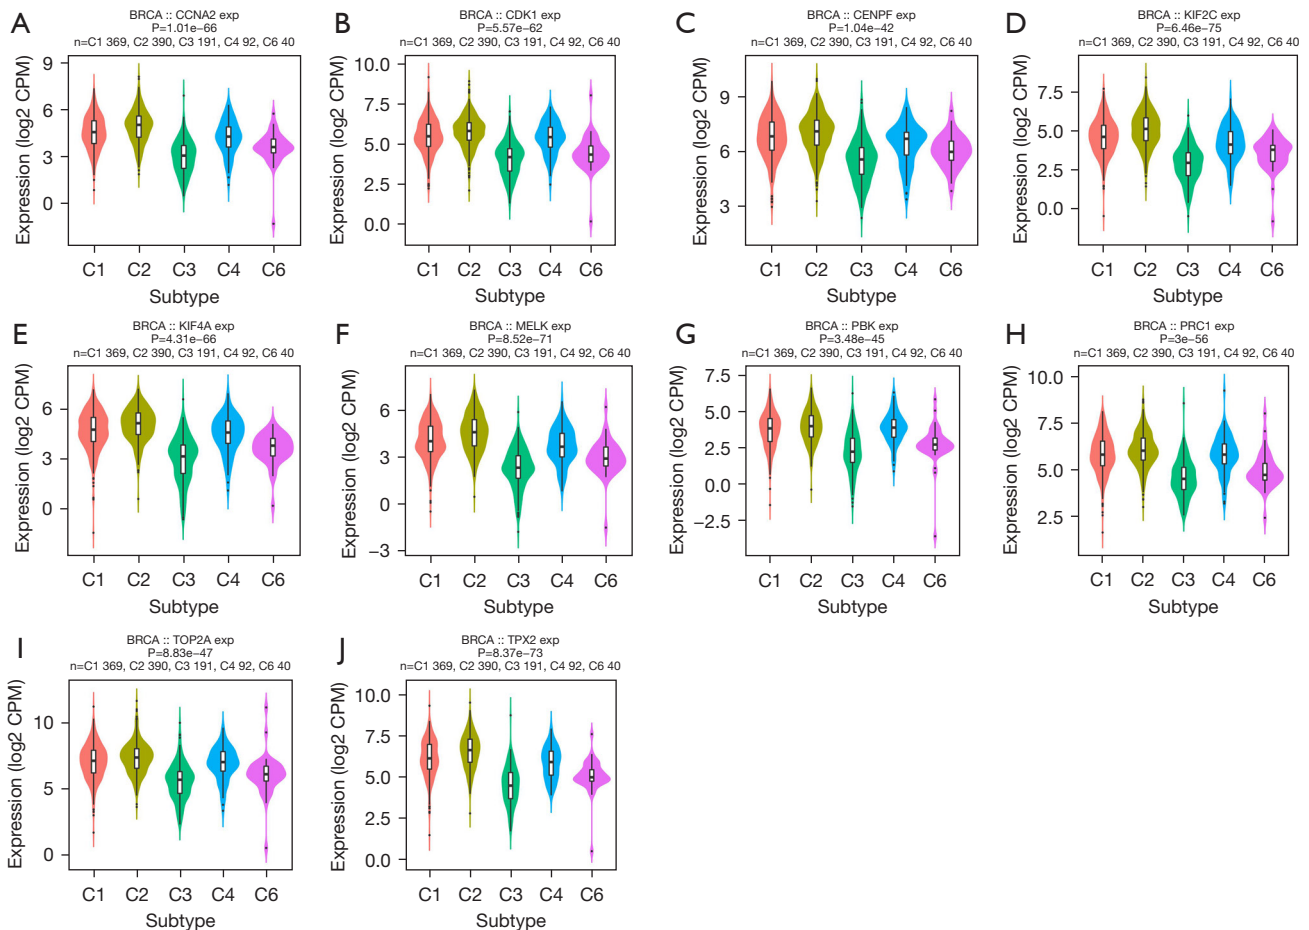 A
BRCA :: CCNA2 exp
P=1.01e−66
n=C1 369, C2 390, C3 191, C4 92, C6 40
Expression (log2 CPM)
9
6
3
0
C1 C2 C3 C4 C6
Subtype
B
BRCA :: CDK1 exp
P=5.57e−62
n=C1 369, C2 390, C3 191, C4 92, C6 40
Expression (log2 CPM)
10.0
7.5
5.0
2.5
0.0
C1 C2 C3 C4 C6
Subtype
C
BRCA :: CENPF exp
P=1.04e−42
n=C1 369, C2 390, C3 191, C4 92, C6 40
Expression (log2 CPM)
9
6
3
C1 C2 C3 C4 C6
Subtype
D
BRCA :: KIF2C exp
P=6.46e−75
n=C1 369, C2 390, C3 191, C4 92, C6 40
Expression (log2 CPM)
7.5
5.0
2.5
0.0
C1 C2 C3 C4 C6
Subtype
E
BRCA :: KIF4A exp
P=4.31e−66
n=C1 369, C2 390, C3 191, C4 92, C6 40
Expression (log2 CPM)
6
3
0
C1 C2 C3 C4 C6
Subtype
F
BRCA :: MELK exp
P=8.52e−71
n=C1 369, C2 390, C3 191, C4 92, C6 40
Expression (log2 CPM)
6
3
0
−3
C1 C2 C3 C4 C6
Subtype
G
BRCA :: PBK exp
P=3.48e−45
n=C1 369, C2 390, C3 191, C4 92, C6 40
Expression (log2 CPM)
7.5
5.0
2.5
0.0
−2.5
C1 C2 C3 C4 C6
Subtype
H
BRCA :: PRC1 exp
P=3e−56
n=C1 369, C2 390, C3 191, C4 92, C6 40
Expression (log2 CPM)
10.0
7.5
5.0
2.5
C1 C2 C3 C4 C6
Subtype
I
BRCA :: TOP2A exp
P=8.83e−47
n=C1 369, C2 390, C3 191, C4 92, C6 40
Expression (log2 CPM)
10
5
0
C1 C2 C3 C4 C6
Subtype
J
BRCA :: TPX2 exp
P=8.37e−73
n=C1 369, C2 390, C3 191, C4 92, C6 40
Expression (log2 CPM)
10.0
7.5
5.0
2.5
0.0
C1 C2 C3 C4 C6
Subtype